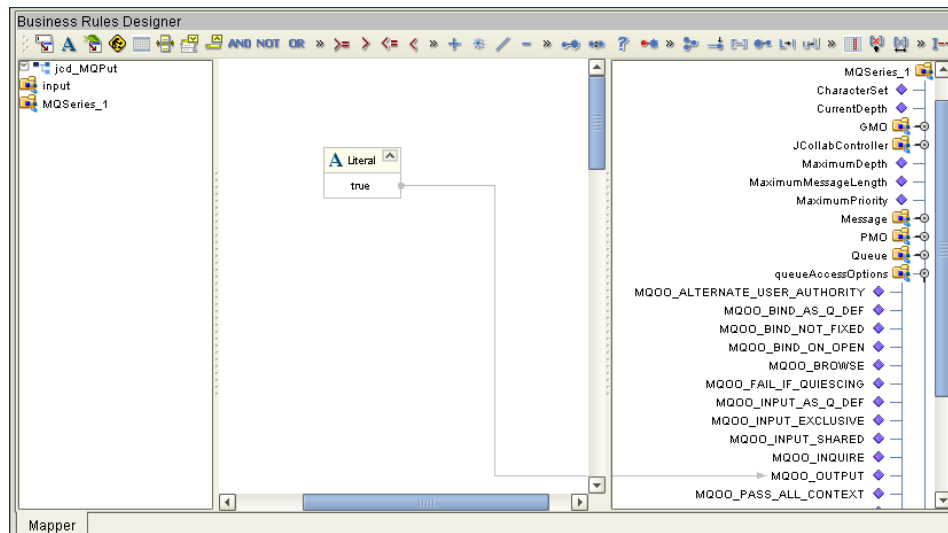 Business Rules Designer
A AND NOT OR » >= > <= < » + * / - » ? » » I
jcd_MQPut
input
MQSeries_1
A Literal
true
MQSeries_1
CharacterSet
CurrentDepth
GMO
JCollabController
MaximumDepth
MaximumMessageLength
MaximumPriority
Message
PMO
Queue
queueAccessOptions
MQOO_ALTERNATE_USER_AUTHORITY
MQOO_BIND_AS_Q_DEF
MQOO_BIND_NOT_FIXED
MQOO_BIND_ON_OPEN
MQOO_BROWSE
MQOO_FAIL_IF_QUIESCING
MQOO_INPUT_AS_Q_DEF
MQOO_INPUT_EXCLUSIVE
MQOO_INPUT_SHARED
MQOO_INQUIRE
MQOO_OUTPUT
MQOO_PASS_ALL_CONTEXT
Mapper